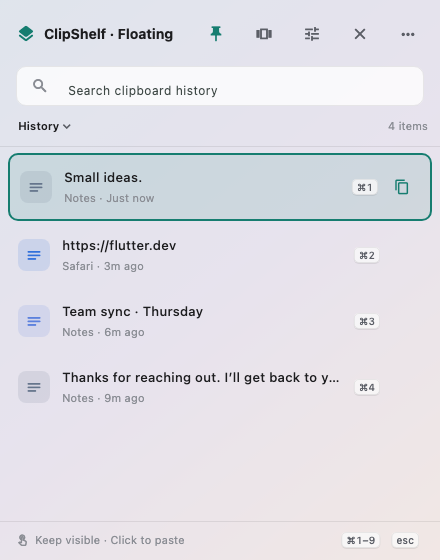 ClipShelf · Floating
Search clipboard history
History
4 items
Small ideas.
Notes · Just now
⌘1
https://flutter.dev
Safari · 3m ago
⌘2
Team sync · Thursday
Notes · 6m ago
⌘3
Thanks for reaching out. I’ll get back to y...
Notes · 9m ago
⌘4
Keep visible · Click to paste
⌘1–9
esc